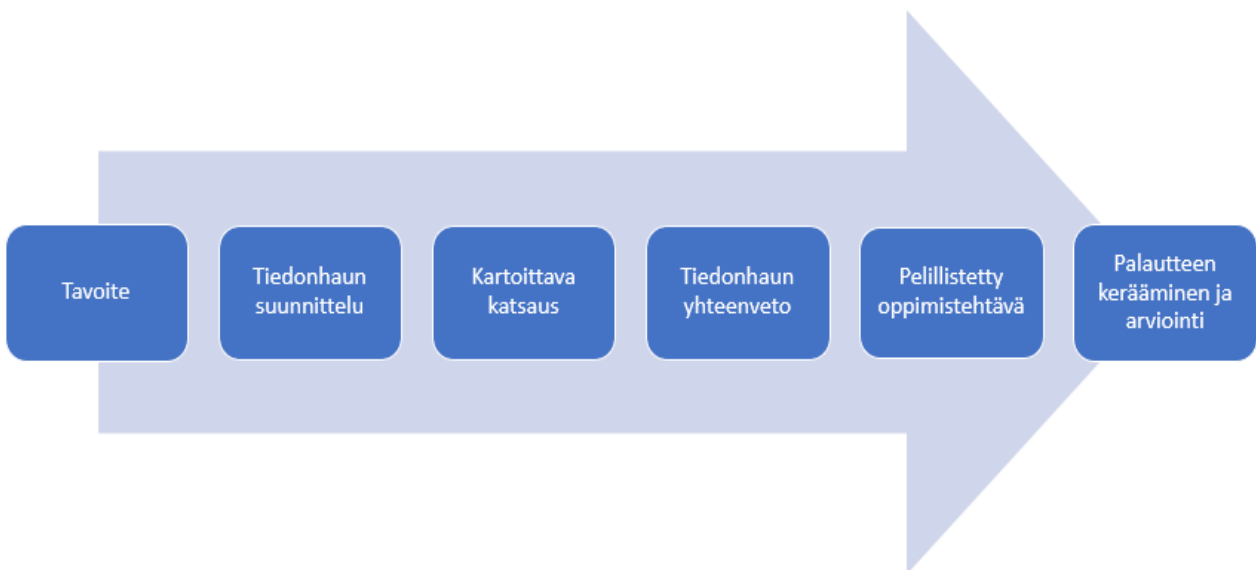 Tavoite
Tiedonhaun
suunnittelu
Kartoittava
katsaus
Tiedonhaun
yhteenveto
Pelillistetty
oppimistehtävä
Palautteen
kerääminen ja
arviointi